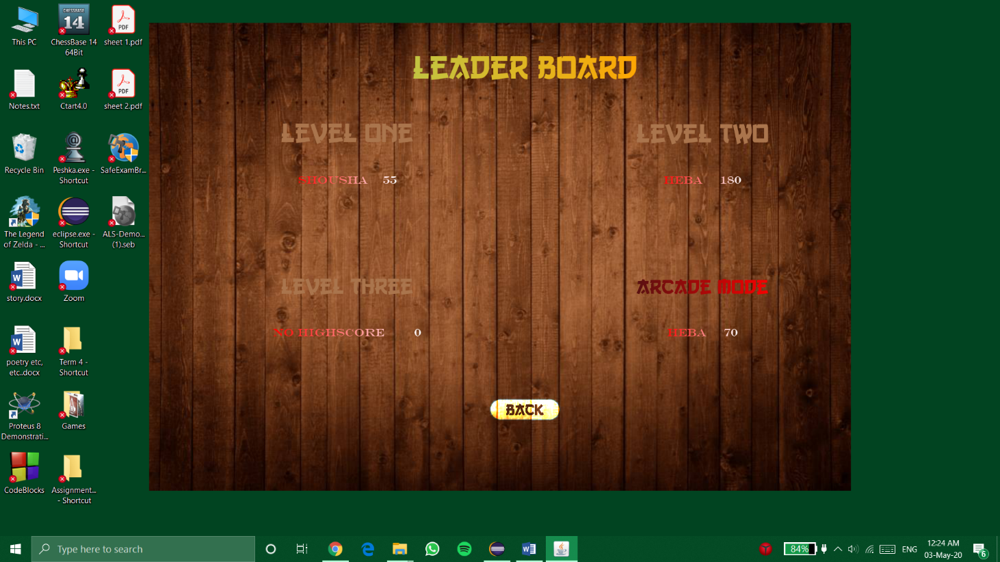 This PC
CHESSBASE
14
ChessBase 14
64Bit
PDF
sheet 1.pdf
Notes.txt
Ctart4.0
PDF
sheet 2.pdf
Recycle Bin
Peshka.exe -
Shortcut
SafeExamBr...
The Legend
of Zelda - ...
eclipse.exe -
Shortcut
ALS-Demo...
(1).seb
W
story.docx
Zoom
W
poetry etc,
etc..docx
Term 4 -
Shortcut
Proteus 8
Demonstrati...
Games
CodeBlocks
Assignment...
- Shortcut
LEADER BOARD
LEVEL ONE
SHOUSHA 55
LEVEL TWO
HEBA 180
LEVEL THREE
NO HIGHSCORE 0
ARCADE MODE
HEBA 70
BACK
Type here to search
84%
ENG
12:24 AM
03-May-20
6